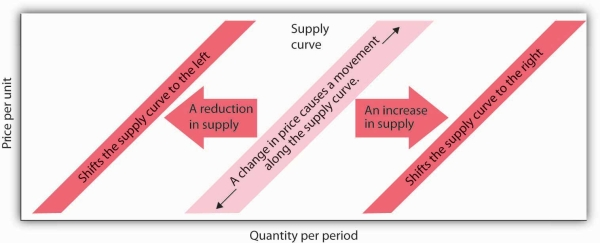 Price per unit
Shifts the supply curve to the left
A reduction
in supply
Supply
curve
A change in price causes a movement
along the supply curve.
An increase
in supply
Shifts the supply curve to the right
Quantity per period